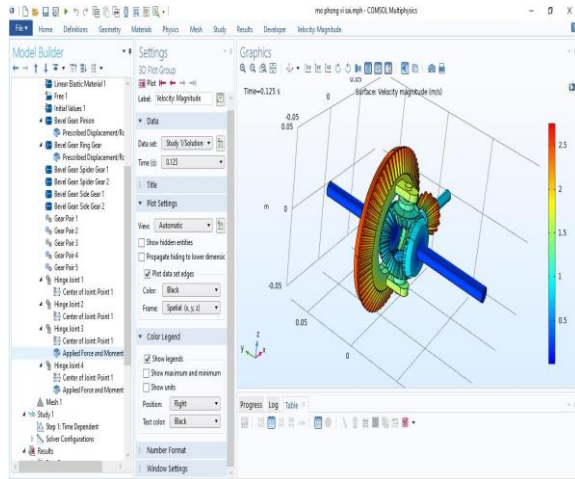 mo phong vi sai.mph - COMSOL Multiphysics
File Home Definitions Geometry Materials Physics Mesh Study Results Developer Velocity Magnitude
Model Builder
Linear Elastic Material 1
Free 1
Initial Values 1
Bevel Gear Pinion
Prescribed Displacement/Ro
Bevel Gear Ring Gear
Prescribed Displacement/Ro
Bevel Gear Spider Gear 1
Bevel Gear Spider Gear 2
Bevel Gear Side Gear 1
Bevel Gear Side Gear 2
Gear Pair 1
Gear Pair 2
Gear Pair 3
Gear Pair 4
Gear Pair 5
Hinge Joint 1
Center of Joint: Point 1
Hinge Joint 2
Center of Joint: Point 1
Hinge Joint 3
Center of Joint: Point 1
Applied Force and Moment
Hinge Joint 4
Center of Joint: Point 1
Applied Force and Moment
Mesh 1
Study 1
Step 1: Time Dependent
Solver Configurations
Results
Settings
3D Plot Group
Plot
Label: Velocity: Magnitude
Data
Data set: Study 1/Solution
Time (s): 0.125
Title
Plot Settings
View: Automatic
Show hidden entities
Propagate hiding to lower dimensic
Plot data set edges
Color: Black
Frame: Spatial (x, y, z)
Color Legend
Show legends
Show maximum and minimum
Show units
Position: Right
Text color: Black
Number Format
Window Settings
Graphics
Time=0.125 s
Surface: Velocity magnitude (m/s)
0.05
0
0.05
m
0
-0.05
0.05
0
z
y
x
2.5
2
1.5
1
0.5
Progress Log Table